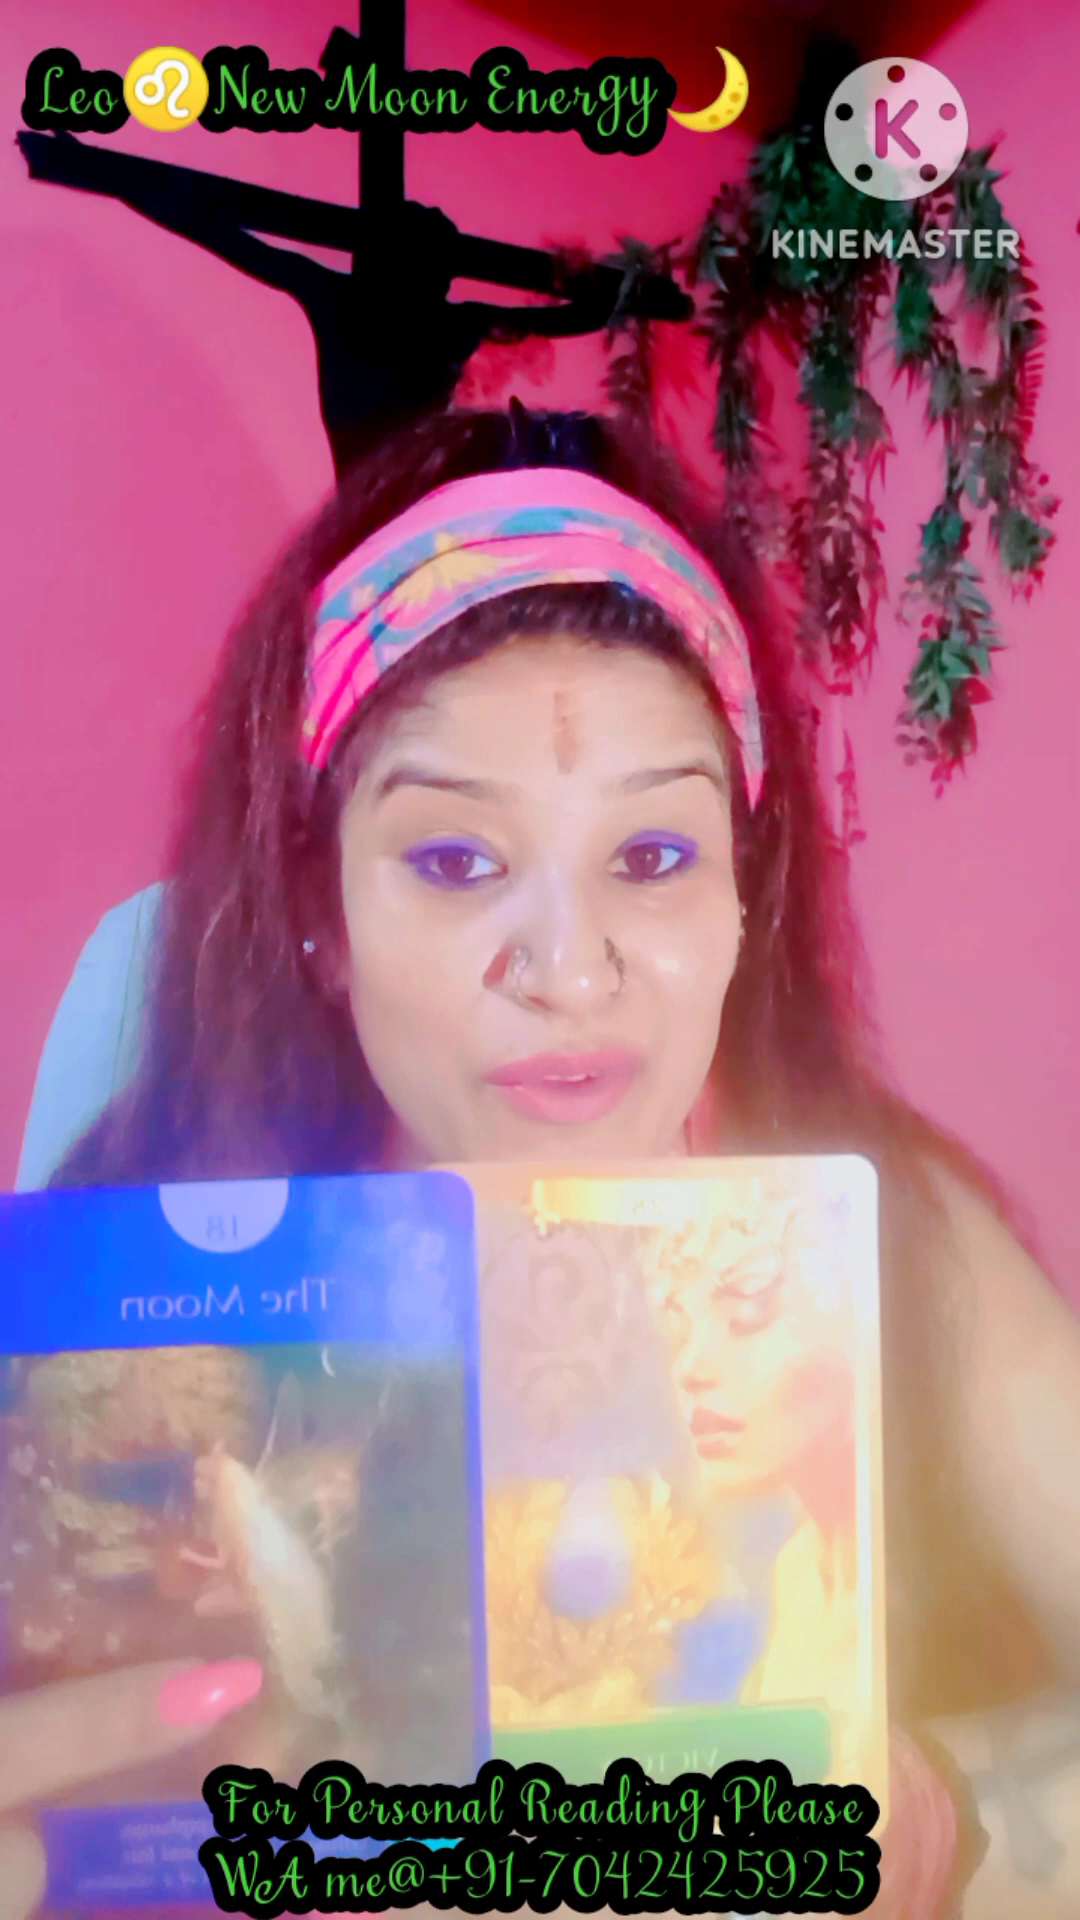 Leo♌New Moon Energy🌙
K
KINEMASTER
18
The Moon
For Personal Reading Please
WA me@+91-7042425925